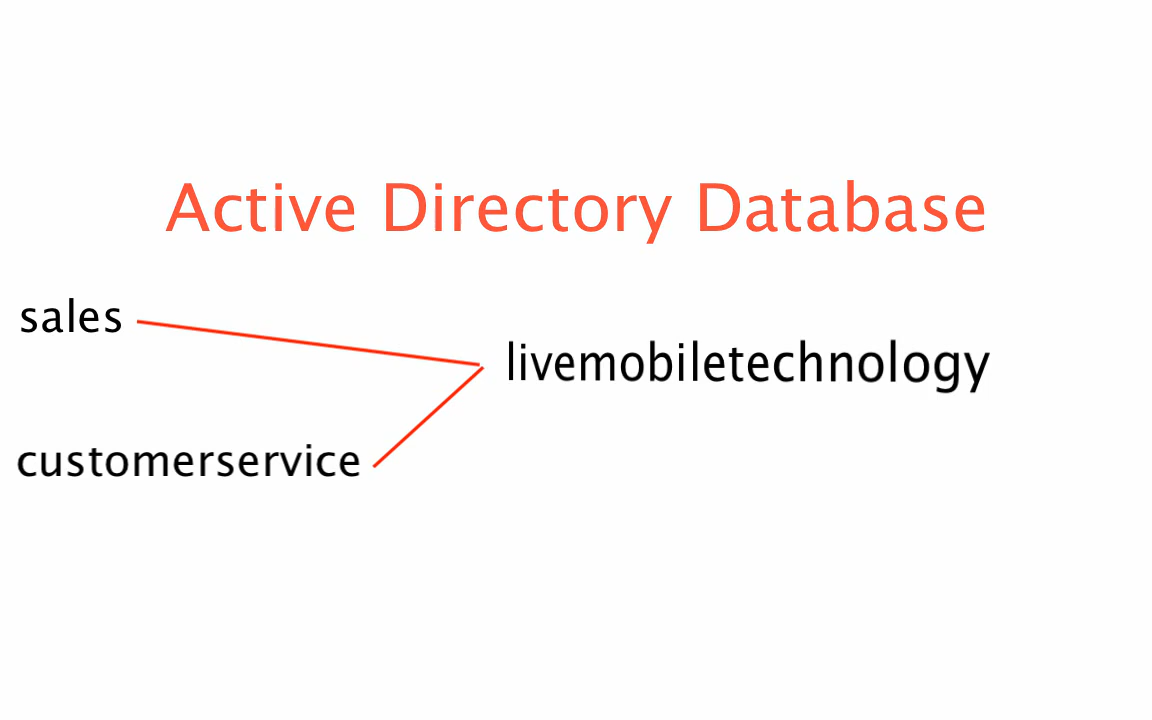 Active Directory Database
sales
livemobiletechnology
customerservice